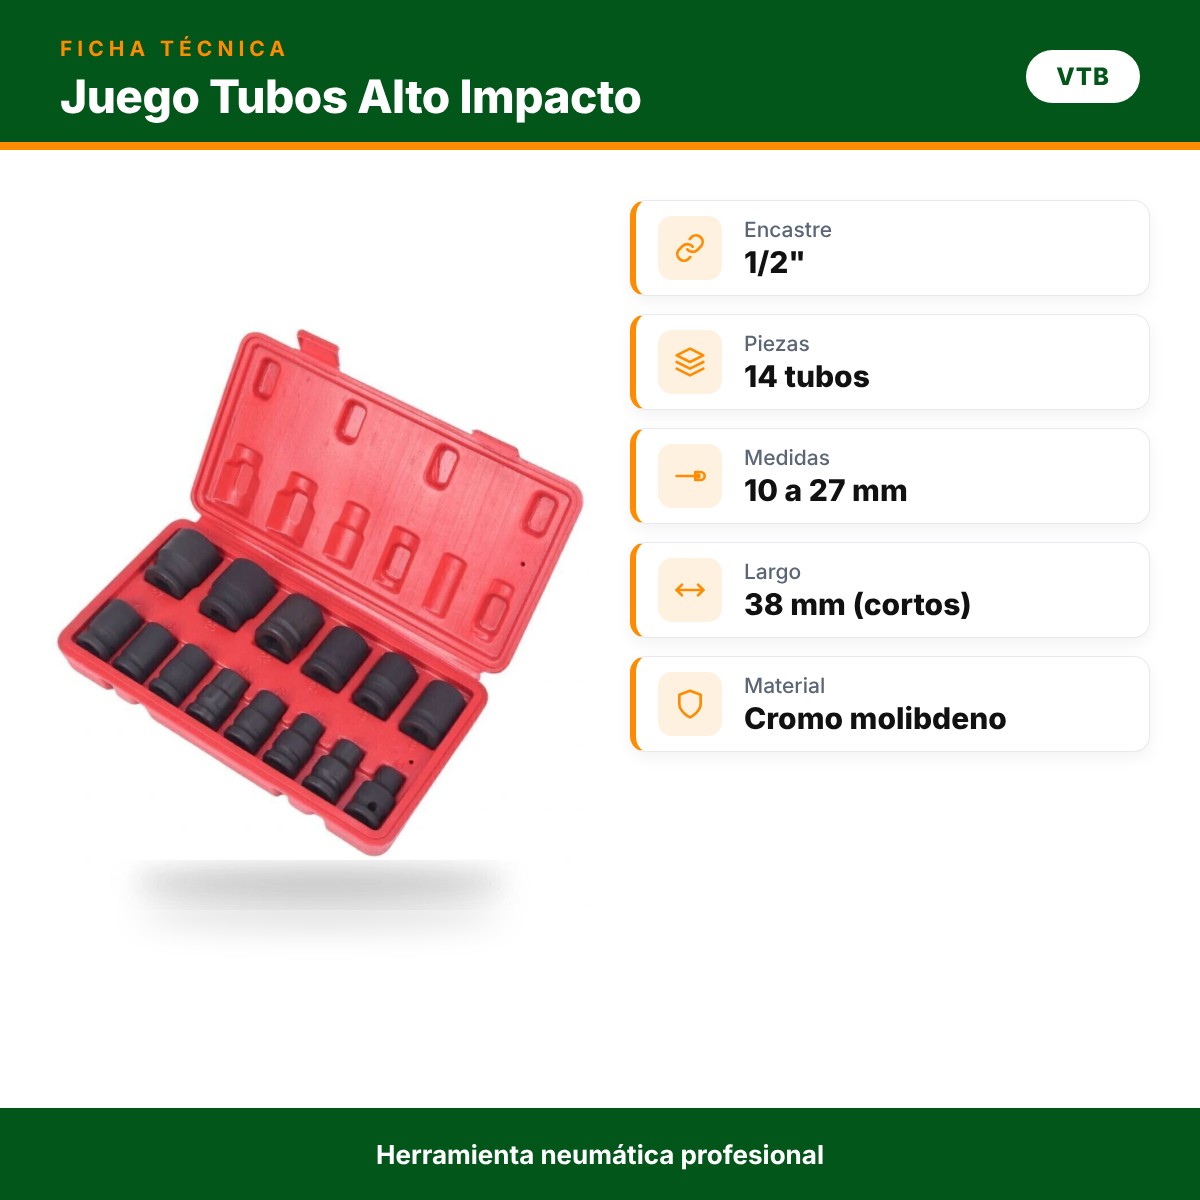 FICHA TÉCNICA
Juego Tubos Alto Impacto
VTB
Encastre
1/2"
Piezas
14 tubos
Medidas
10 a 27 mm
Largo
38 mm (cortos)
Material
Cromo molibdeno
Herramienta neumática profesional